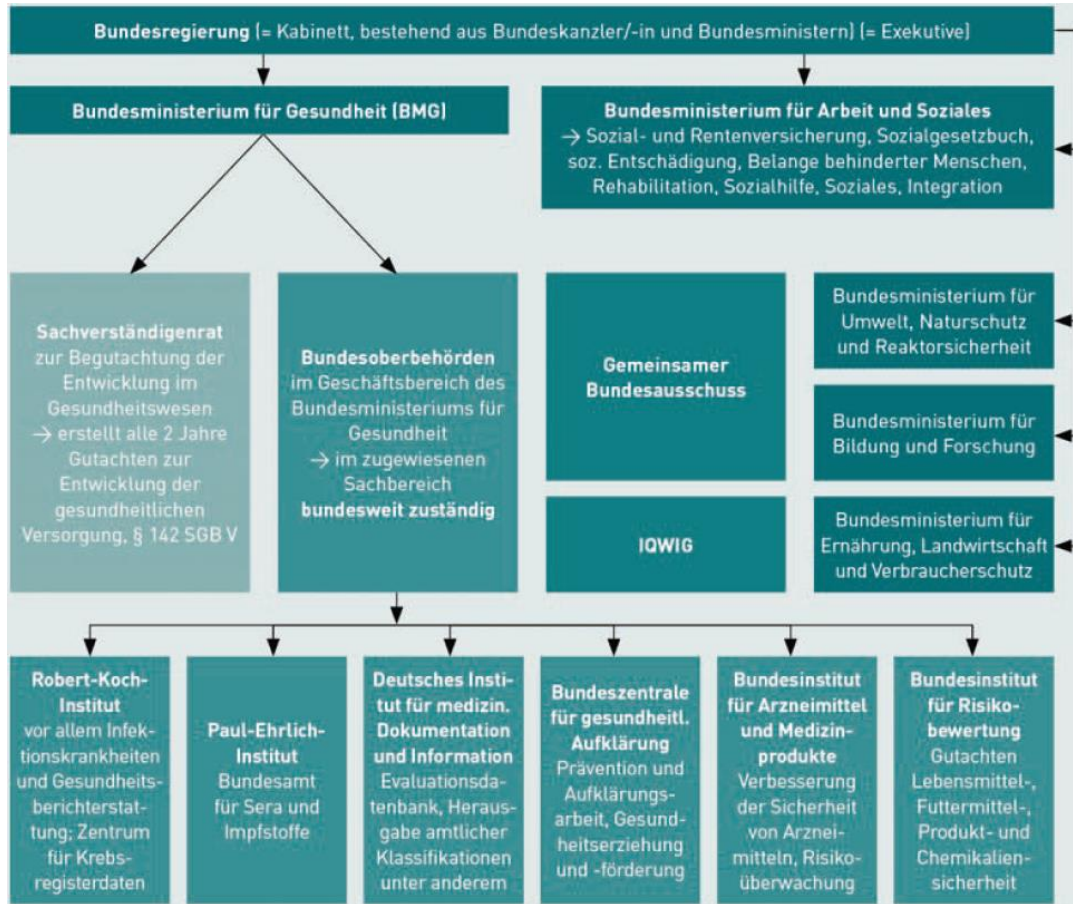 Bundesregierung (= Kabinett, bestehend aus Bundeskanzler/-in und Bundesministern) (= Exekutive)
Bundesministerium für Gesundheit (BMG)
Bundesministerium für Arbeit und Soziales
→ Sozial- und Rentenversicherung, Sozialgesetzbuch,
soz. Entschädigung, Belange behinderter Menschen,
Rehabilitation, Sozialhilfe, Soziales, Integration
Sachverständigenrat
zur Begutachtung der
Entwicklung im
Gesundheitswesen
→ erstellt alle 2 Jahre
Gutachten zur
Entwicklung der
gesundheitlichen
Versorgung, § 142 SGB V
Bundesoberbehörden
im Geschäftsbereich des
Bundesministeriums für
Gesundheit
→ im zugewiesenen
Sachbereich
bundesweit zuständig
Gemeinsamer
Bundesausschuss
IQWIG
Bundesministerium für
Umwelt, Naturschutz
und Reaktorsicherheit
Bundesministerium für
Bildung und Forschung
Bundesministerium für
Ernährung, Landwirtschaft
und Verbraucherschutz
Robert-Koch-
Institut
vor allem Infek-
tionskrankheiten
und Gesundheits-
berichterstat-
tung; Zentrum
für Krebs-
registerdaten
Paul-Ehrlich-
Institut
Bundesamt
für Sera und
Impfstoffe
Deutsches Insti-
tut für medizin.
Dokumentation
und Information
Evaluationsda-
tenbank, Heraus-
gabe amtlicher
Klassifikationen
unter anderem
Bundeszentrale
für gesundheitl.
Aufklärung
Prävention und
Aufklärungs-
arbeit, Gesund-
heitserziehung
und -förderung
Bundesinstitut
für Arzneimittel
und Medizin-
produkte
Verbesserung
der Sicherheit
von Arznei-
mitteln, Risiko-
überwachung
Bundesinstitut
für Risiko-
bewertung
Gutachten
Lebensmittel-,
Futtermittel-,
Produkt- und
Chemikalien-
sicherheit